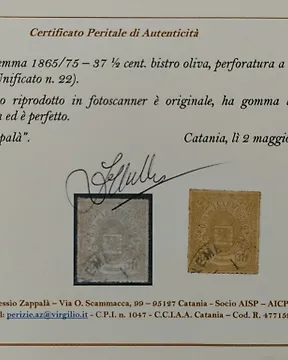 Certificato Peritale di Autenticità
emma 1865/75 – 37 ½ cent. bistro oliva, perforatura a
nificato n. 22).
o riprodotto in fotoscanner è originale, ha gomma
ed è perfetto.
palà”. Catania, lì 2 maggio
essio Zappalà – Via O. Scammacca, 99 – 95127 Catania - Socio AISP – AICP
l: perizie.az@virgilio.it - C.P.I. n. 1047 - C.C.I.A.A. Catania – Cod. R. 47715